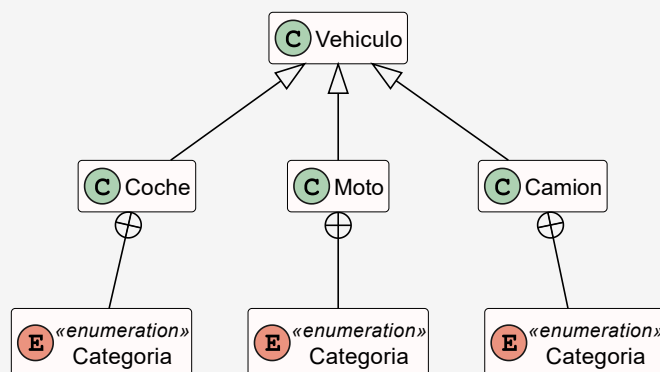 C Vehiculo
C Coche
C Moto
C Camion
E «enumeration»
Categoria
E «enumeration»
Categoria
E «enumeration»
Categoria